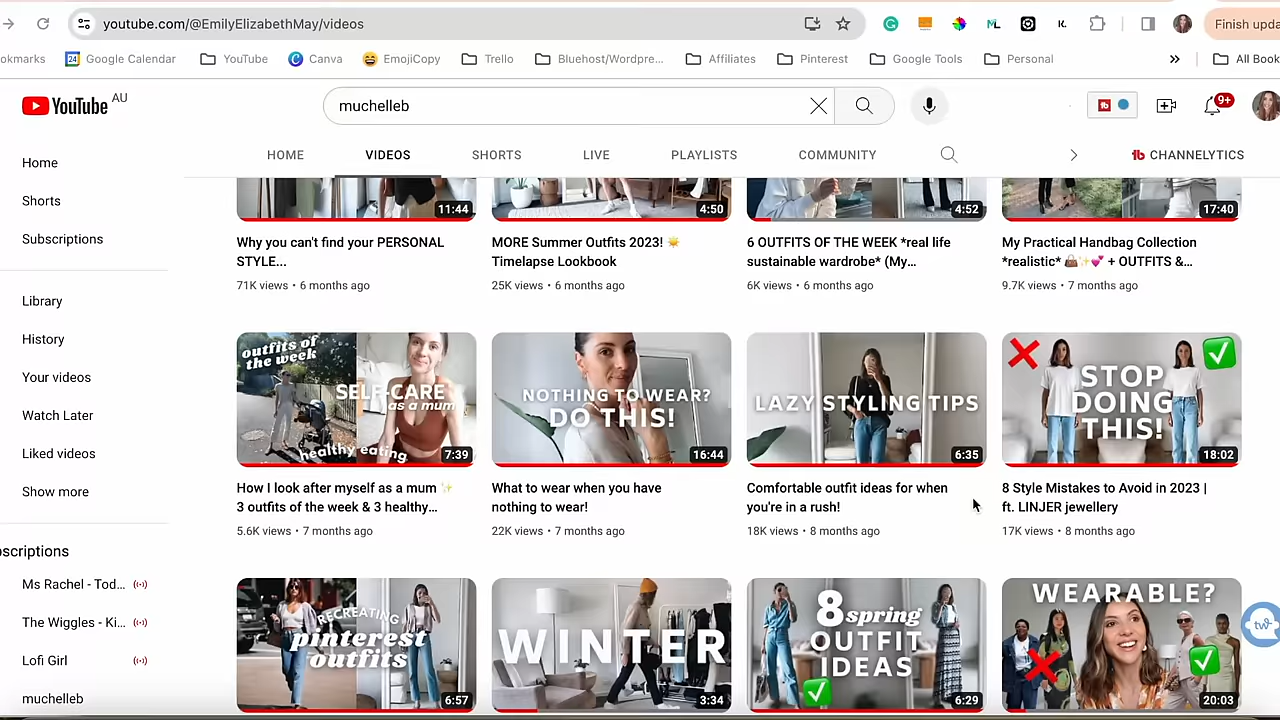 youtube.com/@EmilyElizabethMay/videos
Finish upda
okmarks
Google Calendar
YouTube
Canva
EmojiCopy
Trello
Bluehost/Wordpre...
Affiliates
Pinterest
Google Tools
Personal
»
All Book
YouTube AU
muchelleb
9+
HOME
VIDEOS
SHORTS
LIVE
PLAYLISTS
COMMUNITY
CHANNELYTICS
Home
Shorts
Subscriptions
Library
History
Your videos
Watch Later
Liked videos
Show more
oscriptions
Ms Rachel - Tod...
The Wiggles - Ki...
Lofi Girl
muchelleb
11:44
Why you can't find your PERSONAL
STYLE...
71K views • 6 months ago
4:50
MORE Summer Outfits 2023! ☀️
Timelapse Lookbook
25K views • 6 months ago
4:52
6 OUTFITS OF THE WEEK *real life
sustainable wardrobe* (My...
6K views • 6 months ago
17:40
My Practical Handbag Collection
*realistic* 👜✨💕 + OUTFITS &...
9.7K views • 7 months ago
outfits of
the week
SELF-CARE
as a mum
healthy eating
7:39
How I look after myself as a mum ✨
3 outfits of the week & 3 healthy...
5.6K views • 7 months ago
NOTHING TO WEAR?
DO THIS!
16:44
What to wear when you have
nothing to wear!
22K views • 7 months ago
LAZY STYLING TIPS
6:35
Comfortable outfit ideas for when
you're in a rush!
18K views • 8 months ago
STOP
DOING
THIS!
18:02
8 Style Mistakes to Avoid in 2023 |
ft. LINJER jewellery
17K views • 8 months ago
RECREATING
pinterest
outfits
6:57
WINTER
3:34
8 spring
OUTFIT
IDEAS
6:29
WEARABLE?
20:03
tw